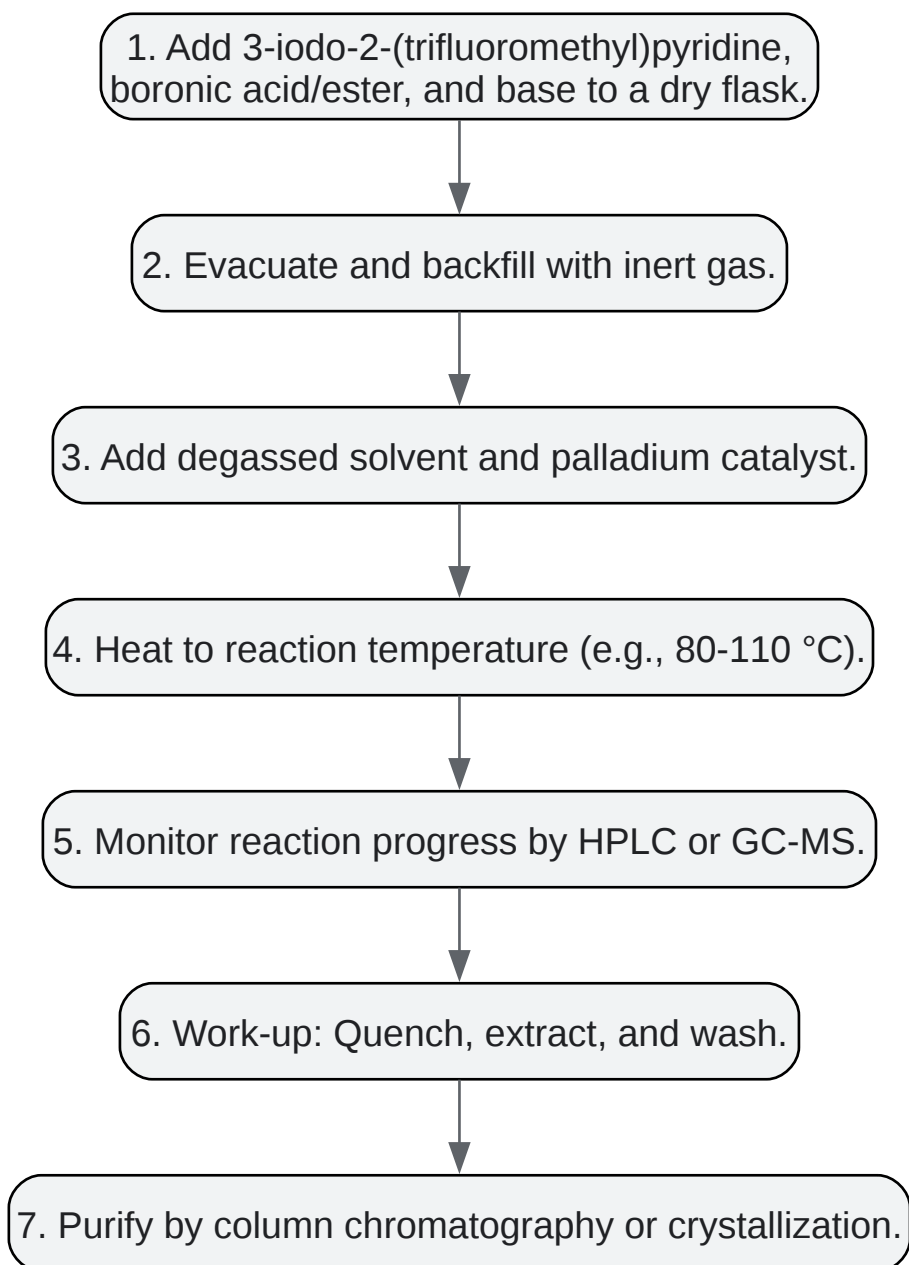 1. Add 3-iodo-2-(trifluoromethyl)pyridine,
boronic acid/ester, and base to a dry flask.
2. Evacuate and backfill with inert gas.
3. Add degassed solvent and palladium catalyst.
4. Heat to reaction temperature (e.g., 80-110 °C).
5. Monitor reaction progress by HPLC or GC-MS.
6. Work-up: Quench, extract, and wash.
7. Purify by column chromatography or crystallization.